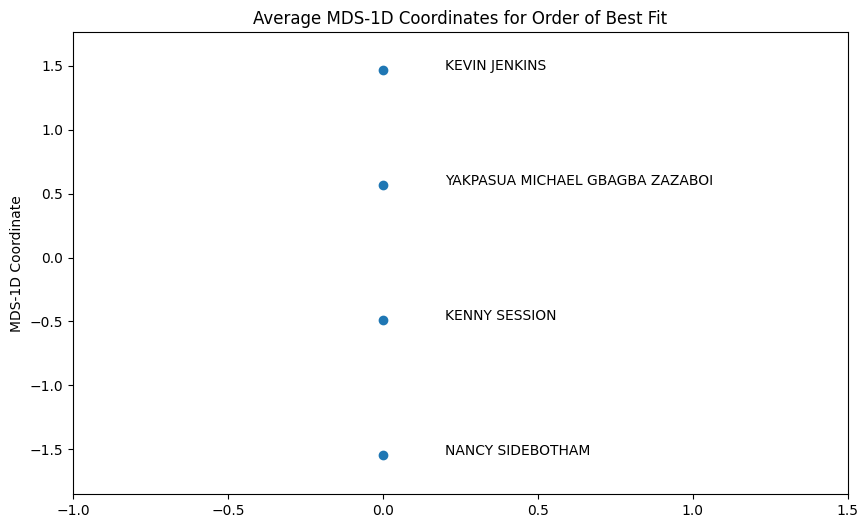 Average MDS-1D Coordinates for Order of Best Fit
1.5
KEVIN JENKINS
1.0
YAKPASUA MICHAEL GBAGBA ZAZABOI
0.5
0.0
MDS-1D Coordinate
−0.5
KENNY SESSION
−1.0
−1.5
NANCY SIDEBOTHAM
−1.0 −0.5 0.0 0.5 1.0 1.5